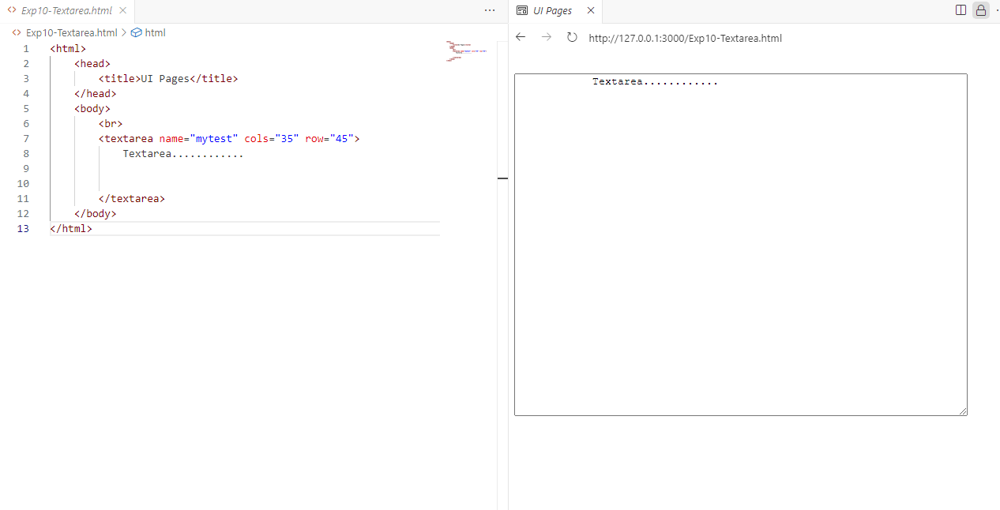 Exp10-Textarea.html
Exp10-Textarea.html > html
1 <html>
2 <head>
3 <title>UI Pages</title>
4 </head>
5 <body>
6 <br>
7 <textarea name="mytest" cols="35" row="45">
8 Textarea............
9
10
11 </textarea>
12 </body>
13 </html>
UI Pages
http://127.0.0.1:3000/Exp10-Textarea.html
Textarea............